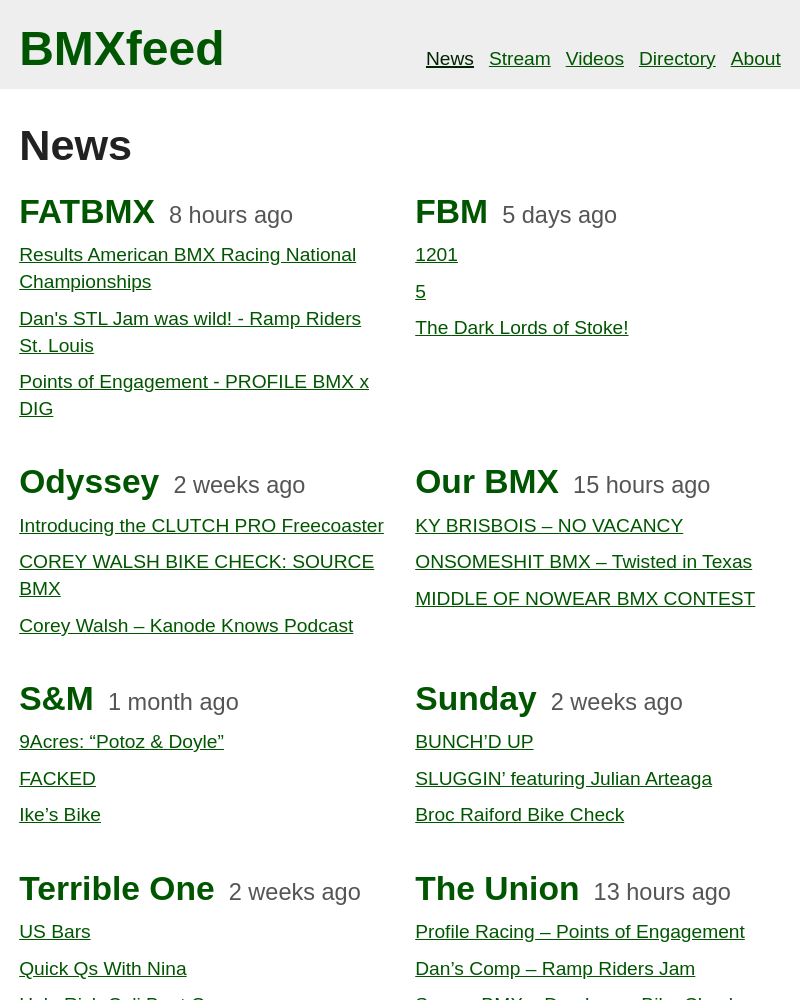 BMXfeed
News Stream Videos Directory About
News
FATBMX 8 hours ago
Results American BMX Racing National
Championships
Dan's STL Jam was wild! - Ramp Riders
St. Louis
Points of Engagement - PROFILE BMX x
DIG
FBM 5 days ago
1201
5
The Dark Lords of Stoke!
Odyssey 2 weeks ago
Introducing the CLUTCH PRO Freecoaster
COREY WALSH BIKE CHECK: SOURCE
BMX
Corey Walsh – Kanode Knows Podcast
Our BMX 15 hours ago
KY BRISBOIS – NO VACANCY
ONSOMESHIT BMX – Twisted in Texas
MIDDLE OF NOWEAR BMX CONTEST
S&M 1 month ago
9Acres: “Potoz & Doyle”
FACKED
Ike’s Bike
Sunday 2 weeks ago
BUNCH’D UP
SLUGGIN’ featuring Julian Arteaga
Broc Raiford Bike Check
Terrible One 2 weeks ago
US Bars
Quick Qs With Nina
The Union 13 hours ago
Profile Racing – Points of Engagement
Dan’s Comp – Ramp Riders Jam